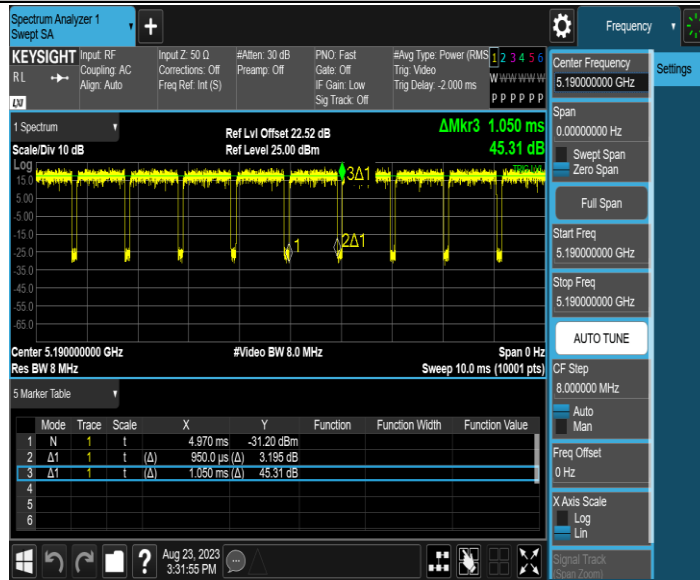 Spectrum Analyzer 1
Swept SA
+
Frequency
KEYSIGHT
RL
LXI
Input: RF
Coupling: AC
Align: Auto
Input Z: 50 Ω
Corrections: Off
Freq Ref: Int (S)
#Atten: 30 dB
Preamp: Off
PNO: Fast
Gate: Off
IF Gain: Low
Sig Track: Off
#Avg Type: Power (RMS
Trig: Video
Trig Delay: -2.000 ms
1 2 3 4 5 6
W W W W W W
P P P P P P
1 Spectrum
Scale/Div 10 dB
Ref Lvl Offset 22.52 dB
Ref Level 25.00 dBm
ΔMkr3 1.050 ms
45.31 dB
Log
15.0
5.00
-5.00
-15.0
-25.0
-35.0
-45.0
-55.0
-65.0
3Δ1
TRIG LVL
1
2Δ1
Center 5.190000000 GHz
Res BW 8 MHz
#Video BW 8.0 MHz
Span 0 Hz
Sweep 10.0 ms (10001 pts)
5 Marker Table
Mode Trace Scale X Y Function Function Width Function Value
1 N 1 t 4.970 ms -31.20 dBm
2 Δ1 1 t (Δ) 950.0 µs (Δ) 3.195 dB
3 Δ1 1 t (Δ) 1.050 ms (Δ) 45.31 dB
4
5
6
?
Aug 23, 2023
3:31:55 PM
Center Frequency
5.190000000 GHz
Settings
Span
0.00000000 Hz
Swept Span
Zero Span
Full Span
Start Freq
5.190000000 GHz
Stop Freq
5.190000000 GHz
AUTO TUNE
CF Step
8.000000 MHz
Auto
Man
Freq Offset
0 Hz
X Axis Scale
Log
Lin
Signal Track
(Span Zoom)